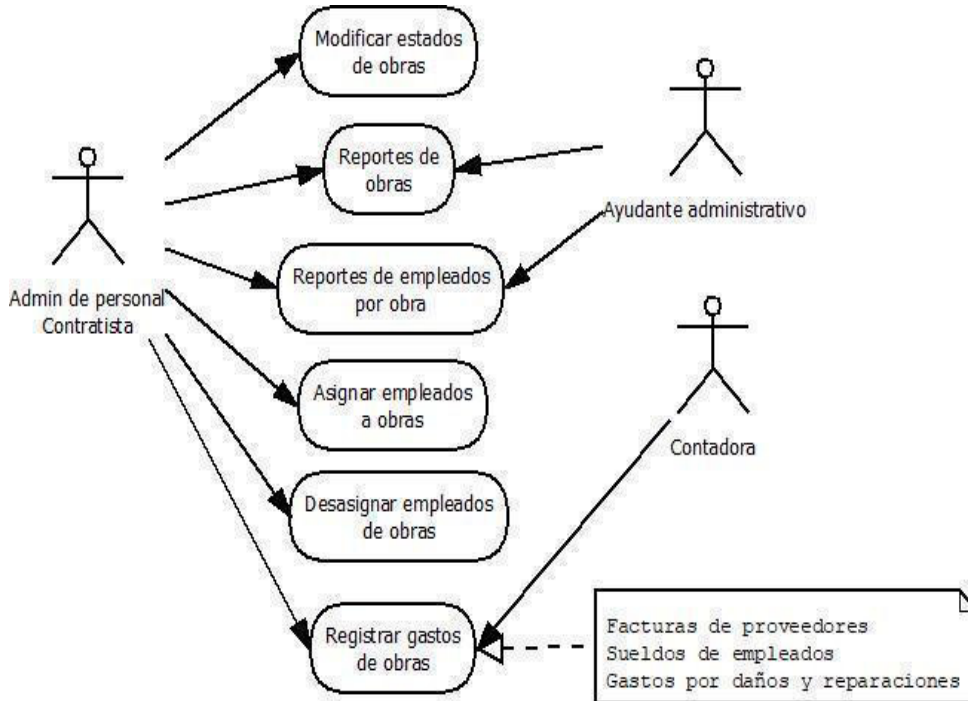 Modificar estados
de obras
Reportes de
obras
Ayudante administrativo
Reportes de empleados
por obra
Admin de personal
Contratista
Asignar empleados
a obras
Contadora
Desasignar empleados
de obras
Registrar gastos
de obras
Facturas de proveedores
Sueldos de empleados
Gastos por daños y reparaciones